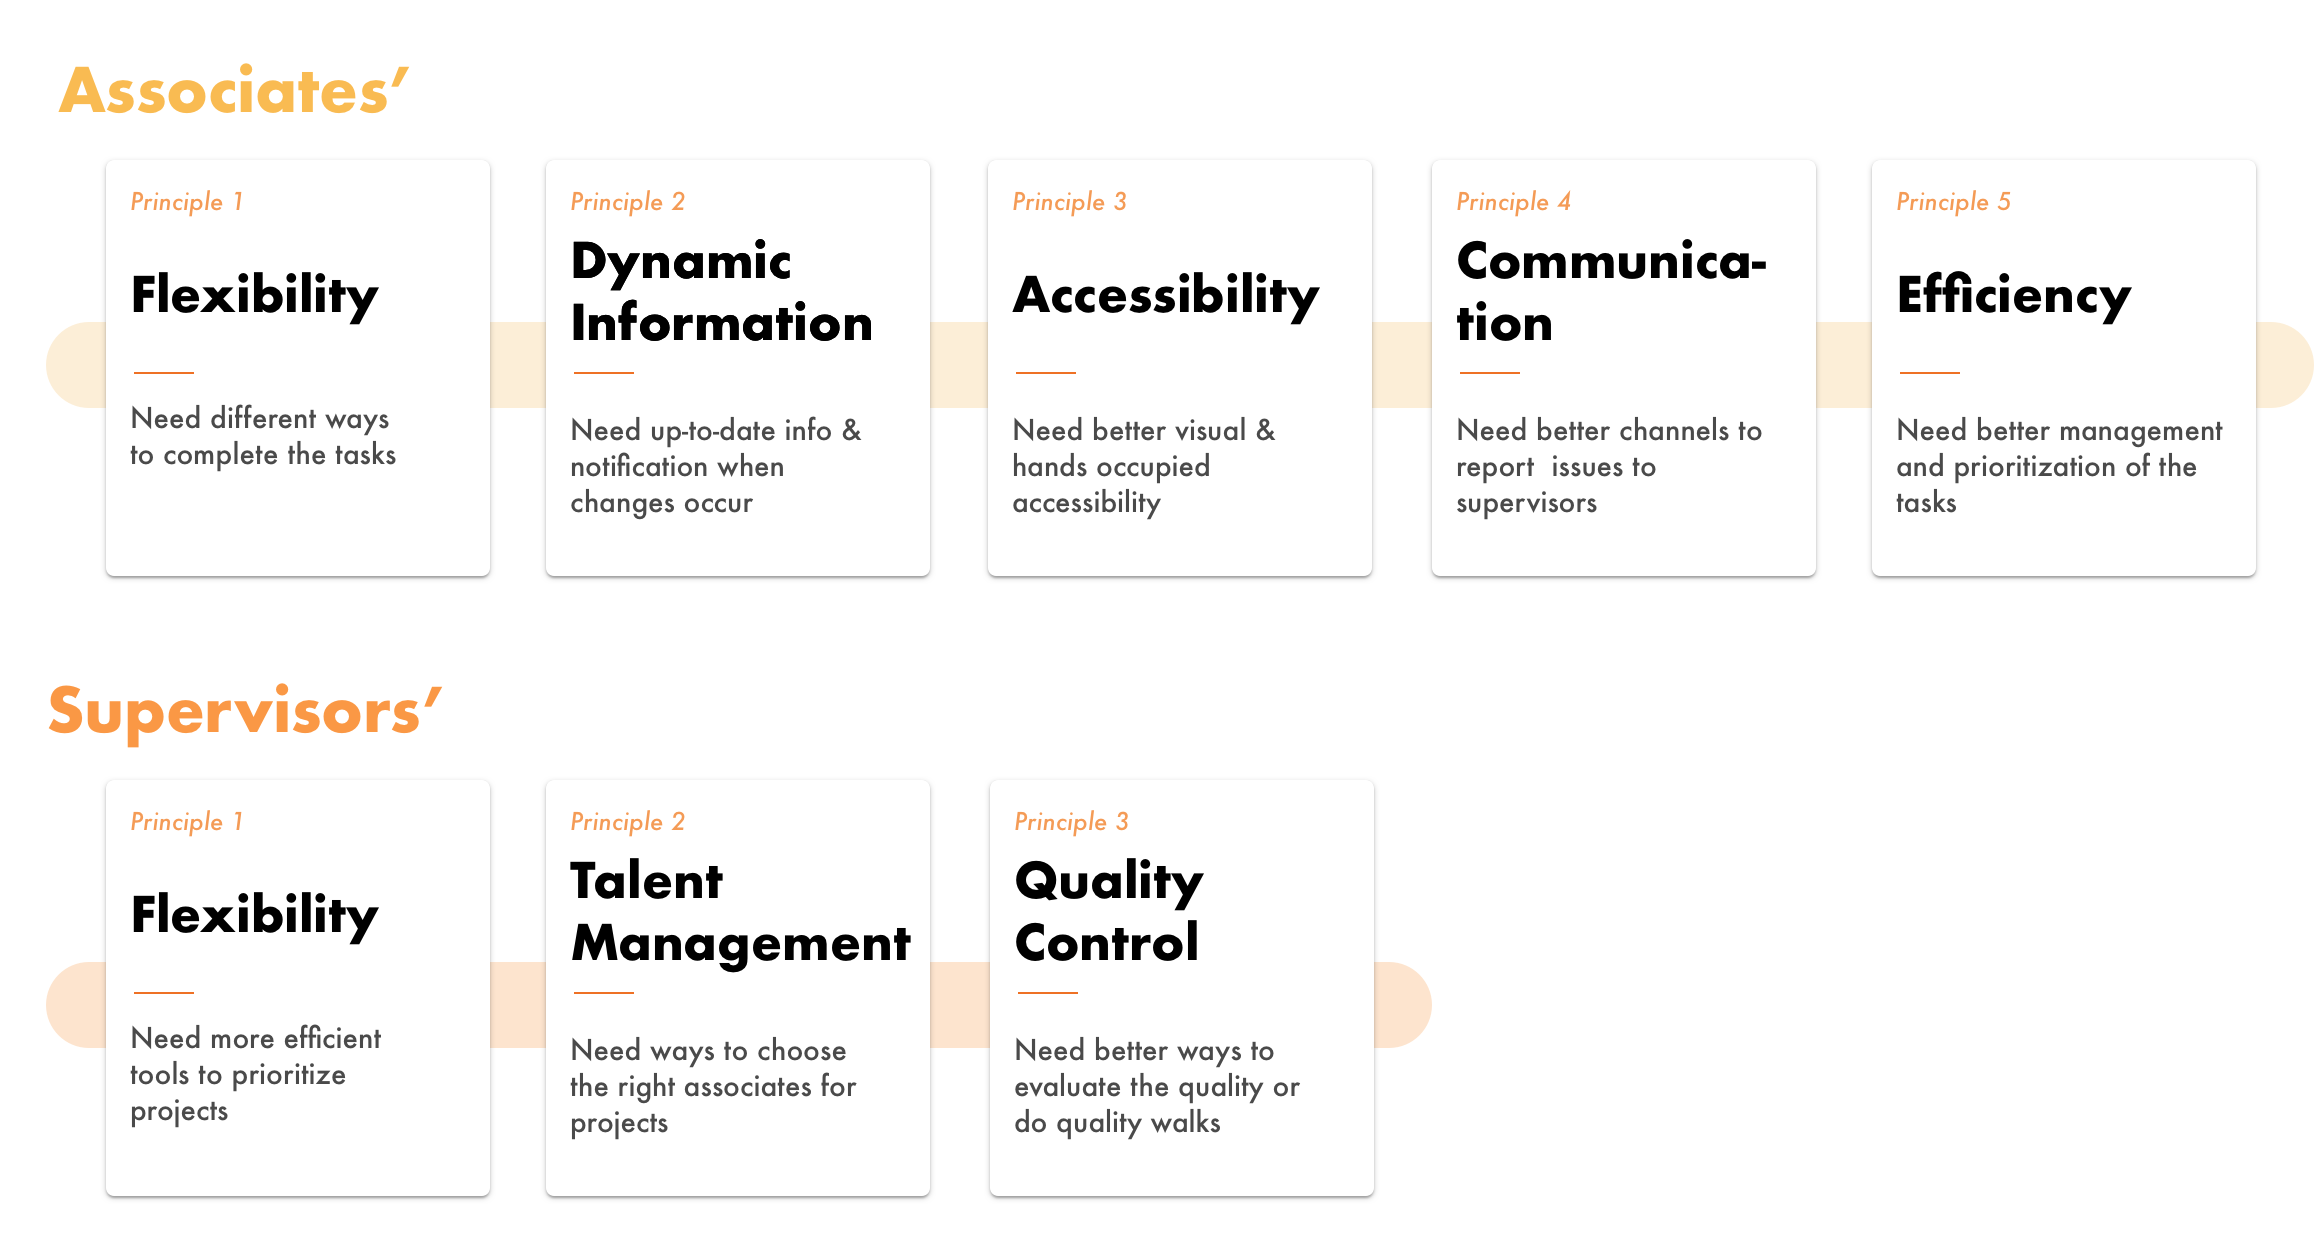 Associates’
Principle 1
Flexibility
Need different ways
to complete the tasks
Principle 2
Dynamic
Information
Need up-to-date info &
notification when
changes occur
Principle 3
Accessibility
Need better visual &
hands occupied
accessibility
Principle 4
Communica-
tion
Need better channels to
report  issues to
supervisors
Principle 5
Efficiency
Need better management
and prioritization of the
tasks
Supervisors’
Principle 1
Flexibility
Need more efficient
tools to prioritize
projects
Principle 2
Talent
Management
Need ways to choose
the right associates for
projects
Principle 3
Quality
Control
Need better ways to
evaluate the quality or
do quality walks